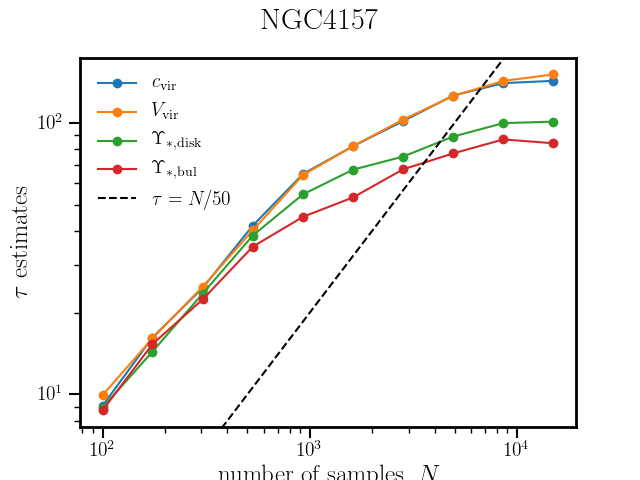 NGC4157
c_vir
V_vir
Υ_*,disk
Υ_*,bul
τ = N/50
τ estimates
10^2
10^1
10^2 10^3 10^4
number of samples, N